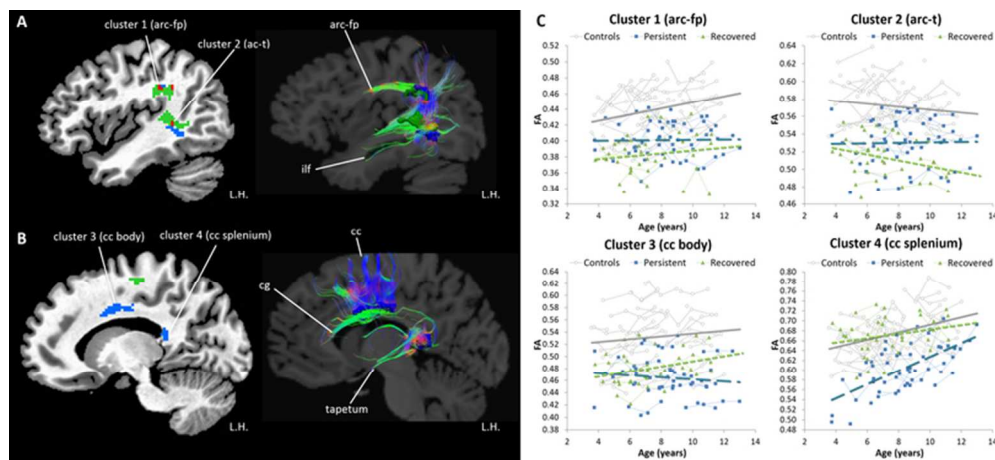 A
cluster 1 (arc-fp)
cluster 2 (ac-t)
L.H.
arc-fp
ilf
L.H.
B
cluster 3 (cc body)
cluster 4 (cc splenium)
L.H.
cc
cg
tapetum
L.H.
C
Cluster 1 (arc-fp)
Controls Persistent Recovered
FA
0.52
0.50
0.48
0.46
0.44
0.42
0.40
0.38
0.36
0.34
0.32
2 4 6 8 10 12 14
Age (years)
Cluster 2 (arc-t)
Controls Persistent Recovered
FA
0.64
0.62
0.60
0.58
0.56
0.54
0.52
0.50
0.48
0.46
2 4 6 8 10 12 14
Age (years)
Cluster 3 (cc body)
Controls Persistent Recovered
FA
0.64
0.62
0.60
0.58
0.56
0.54
0.52
0.50
0.48
0.46
0.44
0.42
0.40
0.38
2 4 6 8 10 12 14
Age (years)
Cluster 4 (cc splenium)
Controls Persistent Recovered
FA
0.80
0.78
0.76
0.74
0.72
0.70
0.68
0.66
0.64
0.62
0.60
0.58
0.56
0.54
0.52
0.50
0.48
2 4 6 8 10 12 14
Age (years)